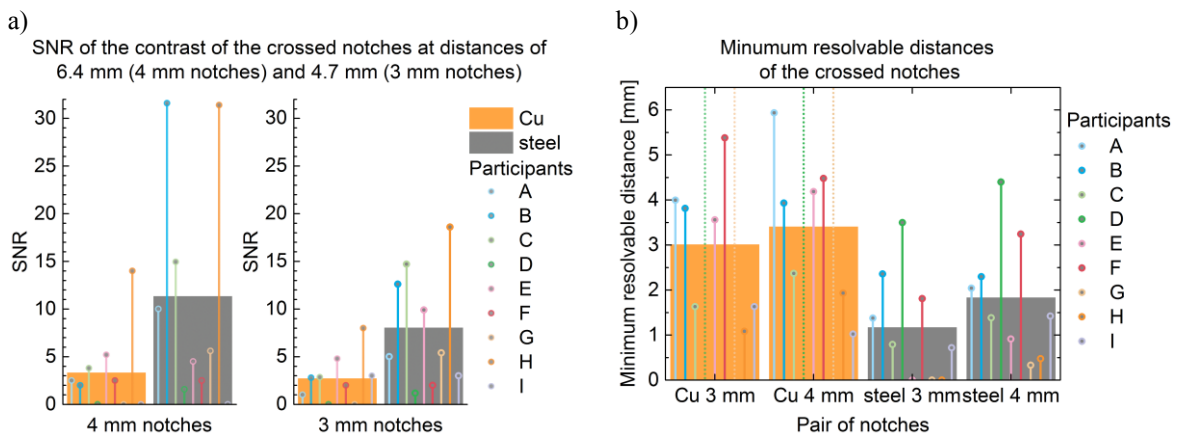 a)
SNR of the contrast of the crossed notches at distances of
6.4 mm (4 mm notches) and 4.7 mm (3 mm notches)
SNR
30
25
20
15
10
5
0
4 mm notches
SNR
30
25
20
15
10
5
0
3 mm notches
Cu
steel
Participants
A
B
C
D
E
F
G
H
I
b)
Minumum resolvable distances
of the crossed notches
Minimum resolvable distance [mm]
6
5
4
3
2
1
0
Cu 3 mm
Cu 4 mm
steel 3 mm
steel 4 mm
Pair of notches
Participants
A
B
C
D
E
F
G
H
I